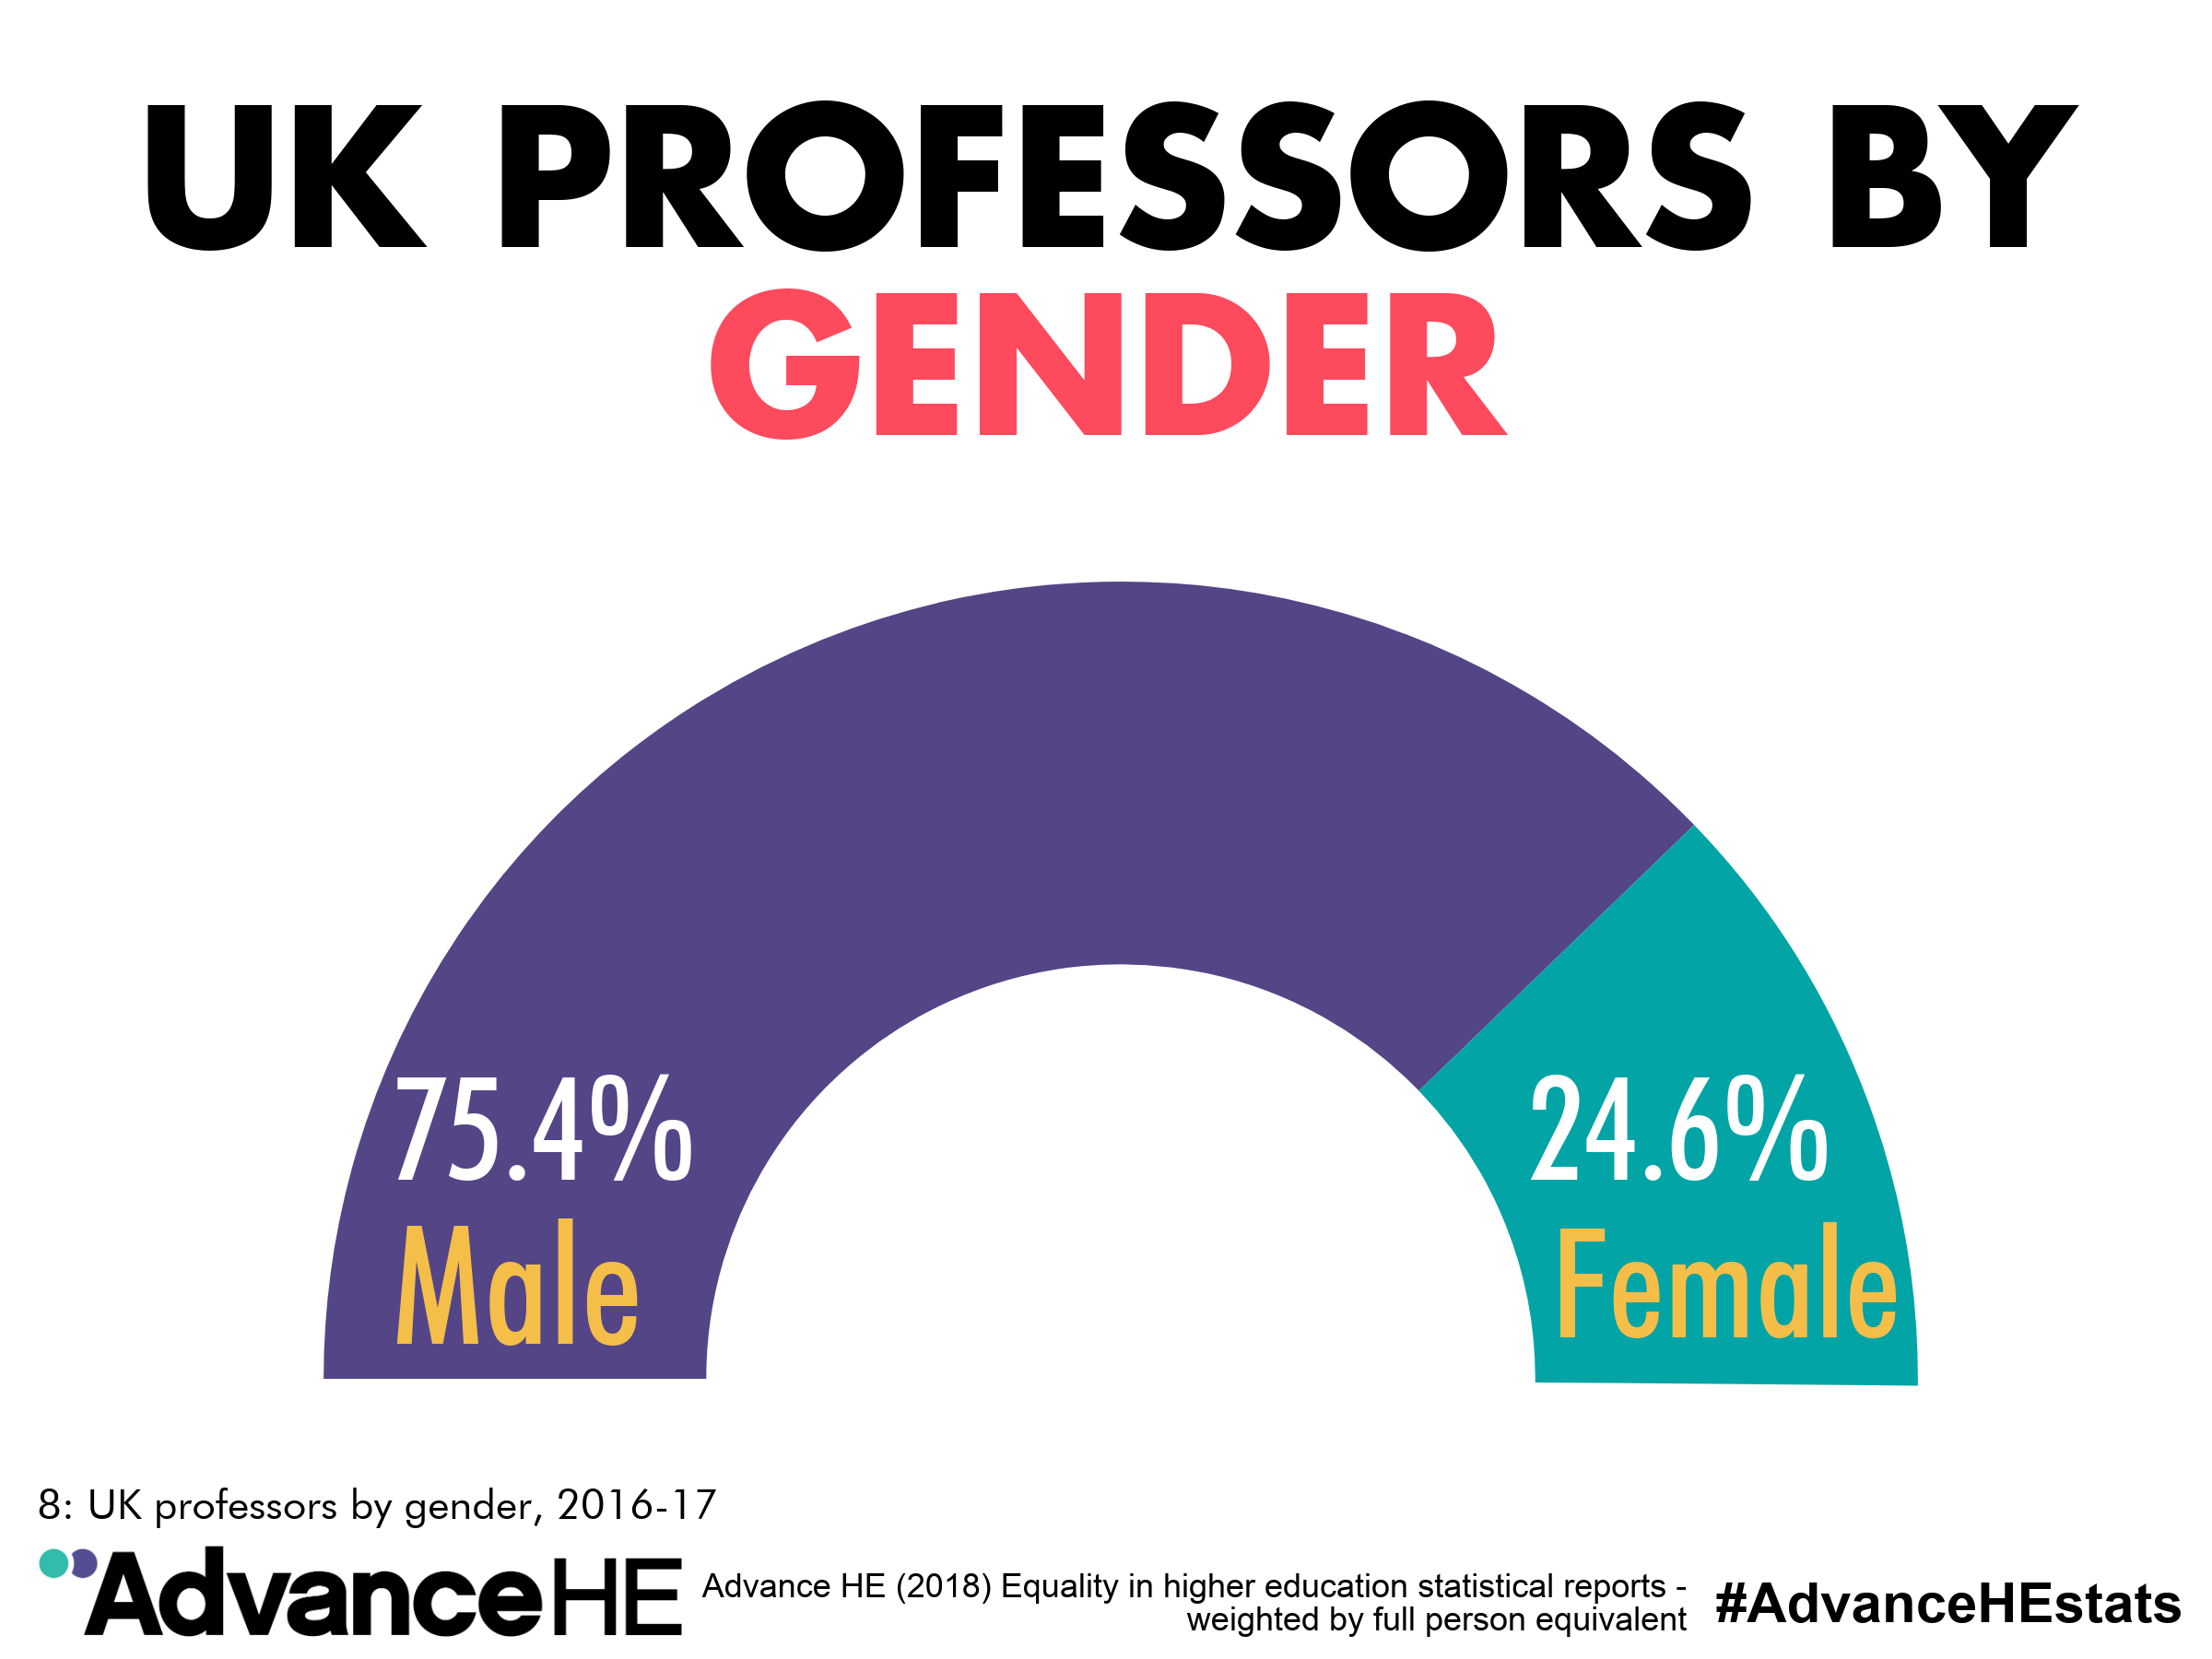 UK PROFESSORS BY
GENDER
75.4%
Male
24.6%
Female
8: UK professors by gender, 2016-17
AdvanceHE
Advance HE (2018) Equality in higher education statistical reports -
weighted by full person equivalent
#AdvanceHEstats